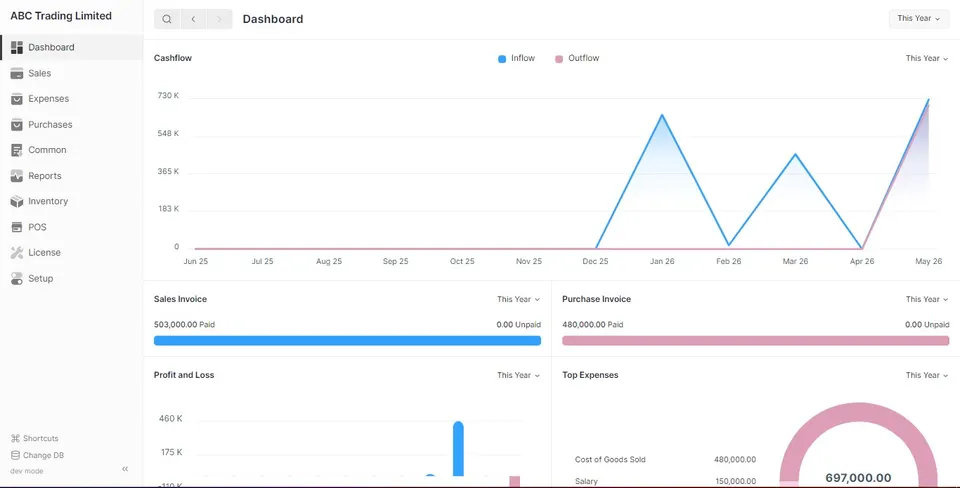 ABC Trading Limited
Dashboard
This Year
Dashboard
Sales
Expenses
Purchases
Common
Reports
Inventory
POS
License
Setup
Shortcuts
Change DB
dev mode
Cashflow
Inflow
Outflow
This Year
730 K
548 K
365 K
183 K
0
Jun 25 Jul 25 Aug 25 Sep 25 Oct 25 Nov 25 Dec 25 Jan 26 Feb 26 Mar 26 Apr 26 May 26
Sales Invoice This Year
503,000.00 Paid 0.00 Unpaid
Purchase Invoice This Year
480,000.00 Paid 0.00 Unpaid
Profit and Loss This Year
460 K
175 K
-110 K
Top Expenses This Year
Cost of Goods Sold 480,000.00
Salary 150,000.00
697,000.00